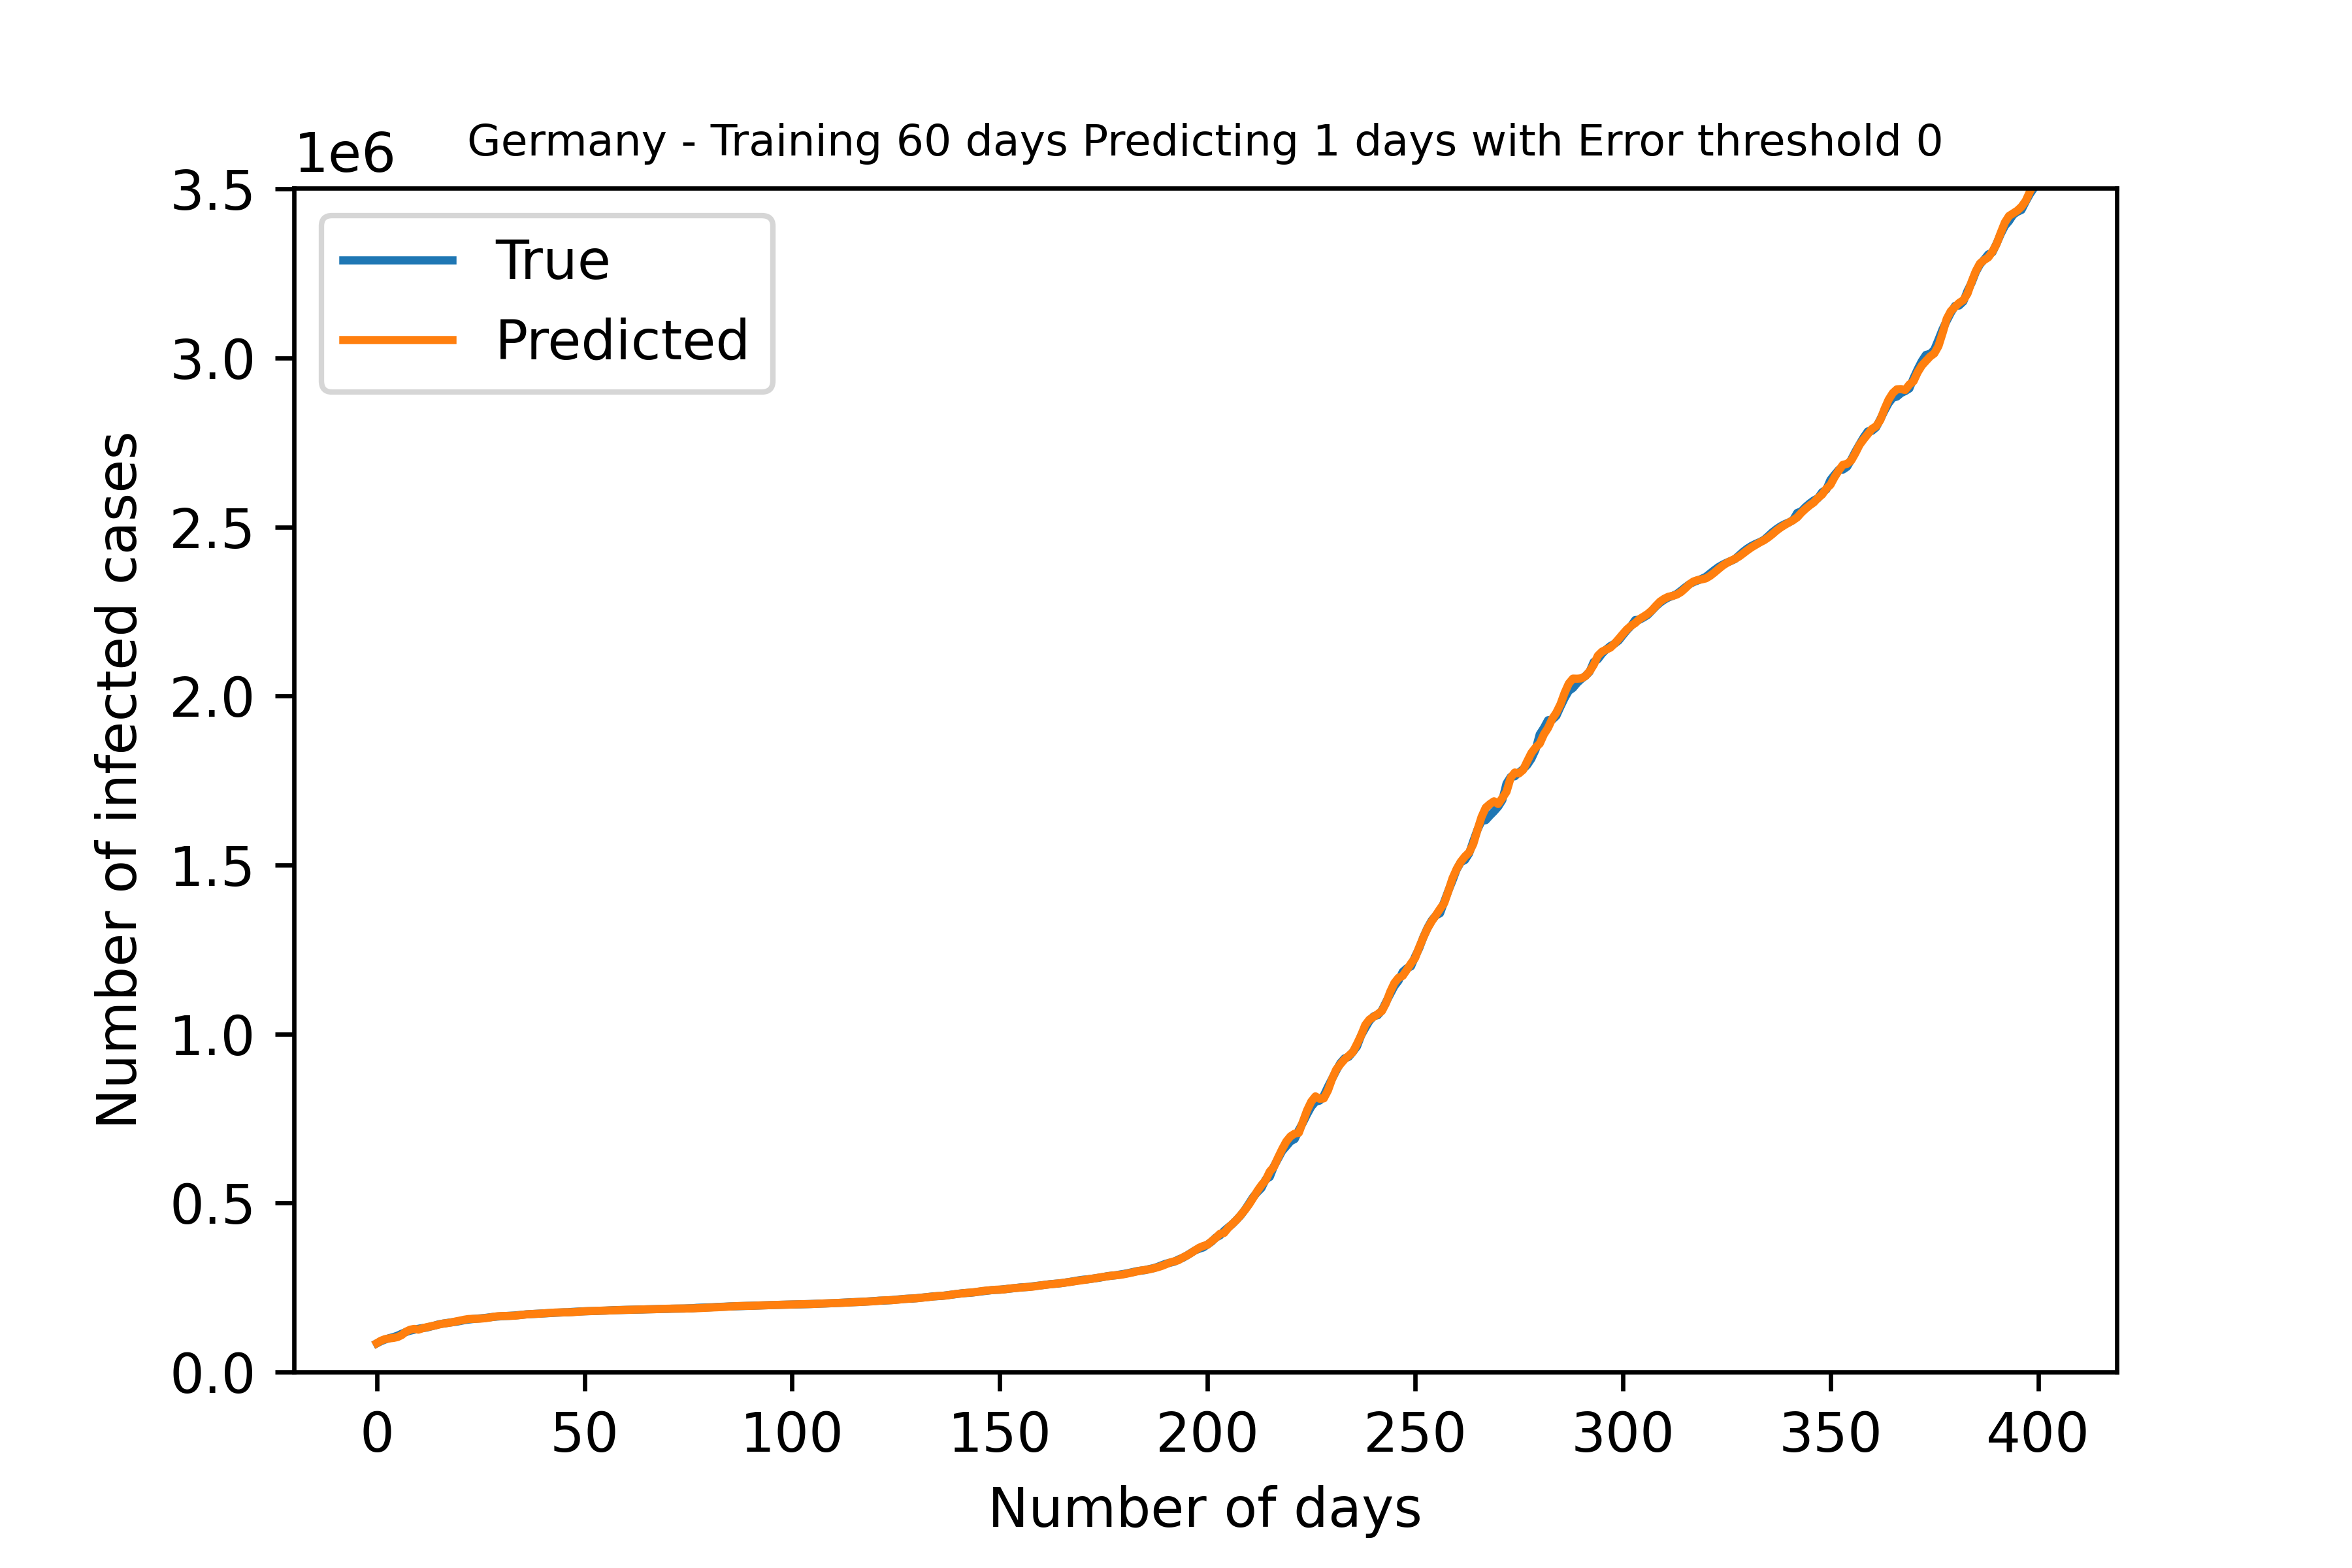 Germany - Training 60 days Predicting 1 days with Error threshold 0
1e6
3.5
3.0
2.5
2.0
1.5
1.0
0.5
0.0
True
Predicted
Number of infected cases
0 50 100 150 200 250 300 350 400
Number of days